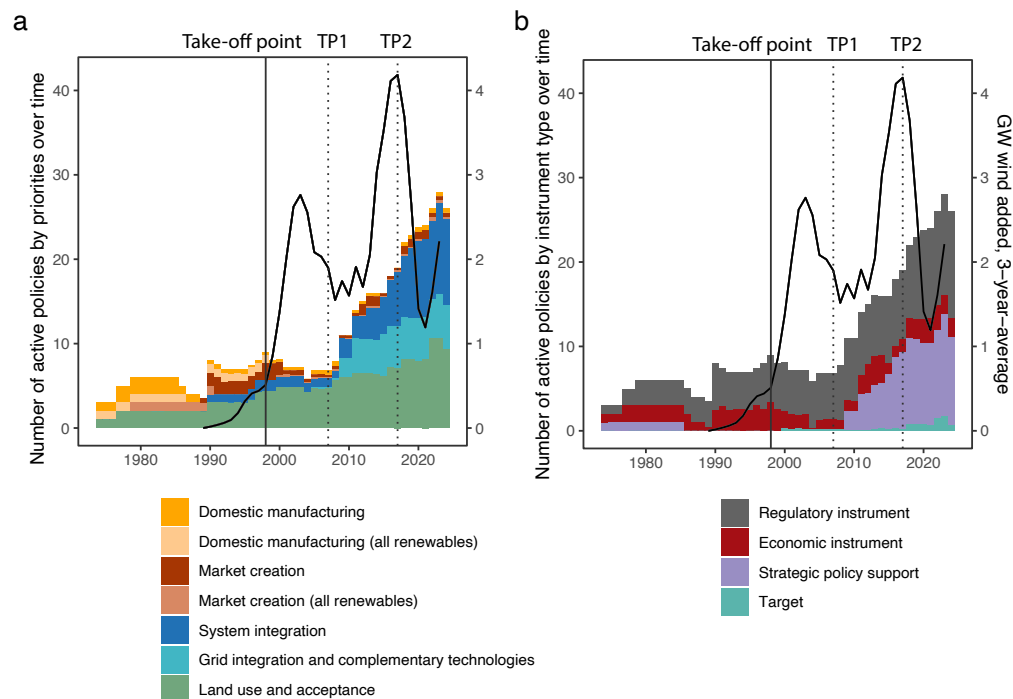 a
Take-off point
TP1
TP2
Number of active policies by priorities over time
40
30
20
10
0
4
3
2
1
0
1980
1990
2000
2010
2020
Domestic manufacturing
Domestic manufacturing (all renewables)
Market creation
Market creation (all renewables)
System integration
Grid integration and complementary technologies
Land use and acceptance
b
Take-off point
TP1
TP2
Number of active policies by instrument type over time
40
30
20
10
0
4
3
2
1
0
GW wind added, 3−year−average
1980
1990
2000
2010
2020
Regulatory instrument
Economic instrument
Strategic policy support
Target